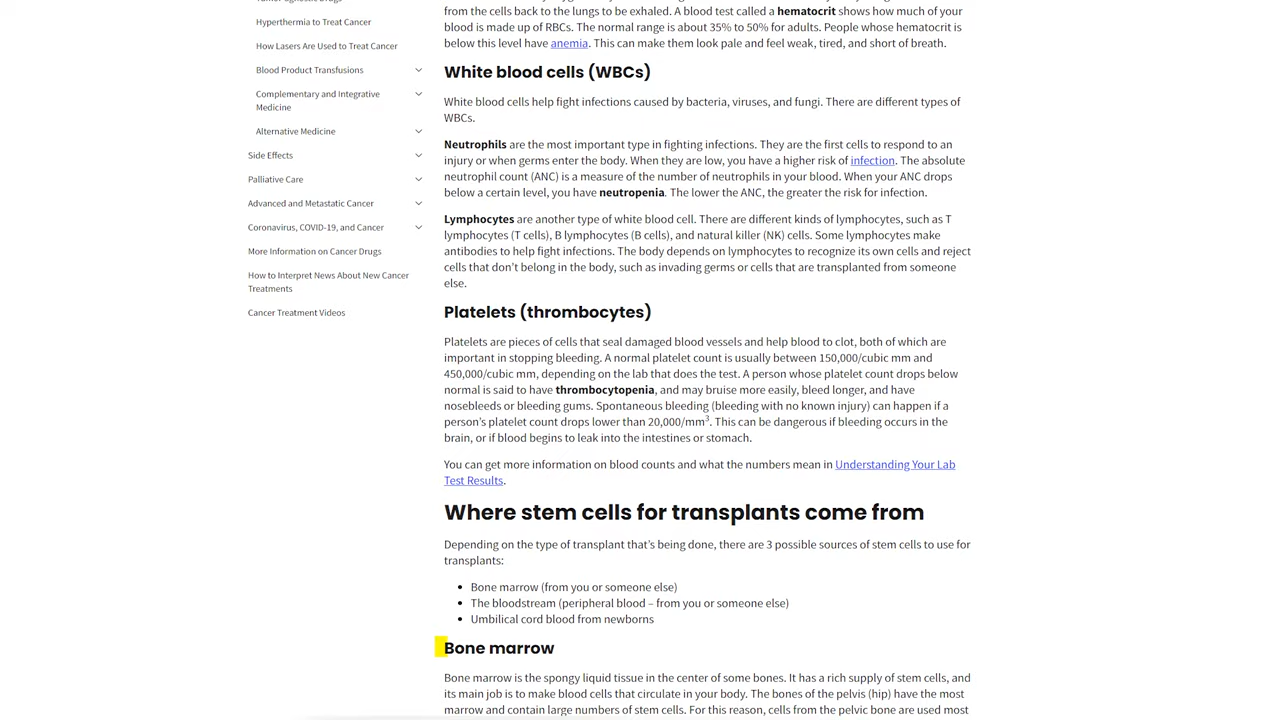 Hyperthermia to Treat Cancer
How Lasers Are Used to Treat Cancer
Blood Product Transfusions
Complementary and Integrative
Medicine
Alternative Medicine
Side Effects
Palliative Care
Advanced and Metastatic Cancer
Coronavirus, COVID-19, and Cancer
More Information on Cancer Drugs
How to Interpret News About New Cancer
Treatments
Cancer Treatment Videos
from the cells back to the lungs to be exhaled. A blood test called a hematocrit shows how much of your
blood is made up of RBCs. The normal range is about 35% to 50% for adults. People whose hematocrit is
below this level have anemia. This can make them look pale and feel weak, tired, and short of breath.
White blood cells (WBCs)
White blood cells help fight infections caused by bacteria, viruses, and fungi. There are different types of
WBCs.
Neutrophils are the most important type in fighting infections. They are the first cells to respond to an
injury or when germs enter the body. When they are low, you have a higher risk of infection. The absolute
neutrophil count (ANC) is a measure of the number of neutrophils in your blood. When your ANC drops
below a certain level, you have neutropenia. The lower the ANC, the greater the risk for infection.
Lymphocytes are another type of white blood cell. There are different kinds of lymphocytes, such as T
lymphocytes (T cells), B lymphocytes (B cells), and natural killer (NK) cells. Some lymphocytes make
antibodies to help fight infections. The body depends on lymphocytes to recognize its own cells and reject
cells that don’t belong in the body, such as invading germs or cells that are transplanted from someone
else.
Platelets (thrombocytes)
Platelets are pieces of cells that seal damaged blood vessels and help blood to clot, both of which are
important in stopping bleeding. A normal platelet count is usually between 150,000/cubic mm and
450,000/cubic mm, depending on the lab that does the test. A person whose platelet count drops below
normal is said to have thrombocytopenia, and may bruise more easily, bleed longer, and have
nosebleeds or bleeding gums. Spontaneous bleeding (bleeding with no known injury) can happen if a
person’s platelet count drops lower than 20,000/mm³. This can be dangerous if bleeding occurs in the
brain, or if blood begins to leak into the intestines or stomach.
You can get more information on blood counts and what the numbers mean in Understanding Your Lab
Test Results.
Where stem cells for transplants come from
Depending on the type of transplant that’s being done, there are 3 possible sources of stem cells to use for
transplants:
• Bone marrow (from you or someone else)
• The bloodstream (peripheral blood – from you or someone else)
• Umbilical cord blood from newborns
Bone marrow
Bone marrow is the spongy liquid tissue in the center of some bones. It has a rich supply of stem cells, and
its main job is to make blood cells that circulate in your body. The bones of the pelvis (hip) have the most
marrow and contain large numbers of stem cells. For this reason, cells from the pelvic bone are used most